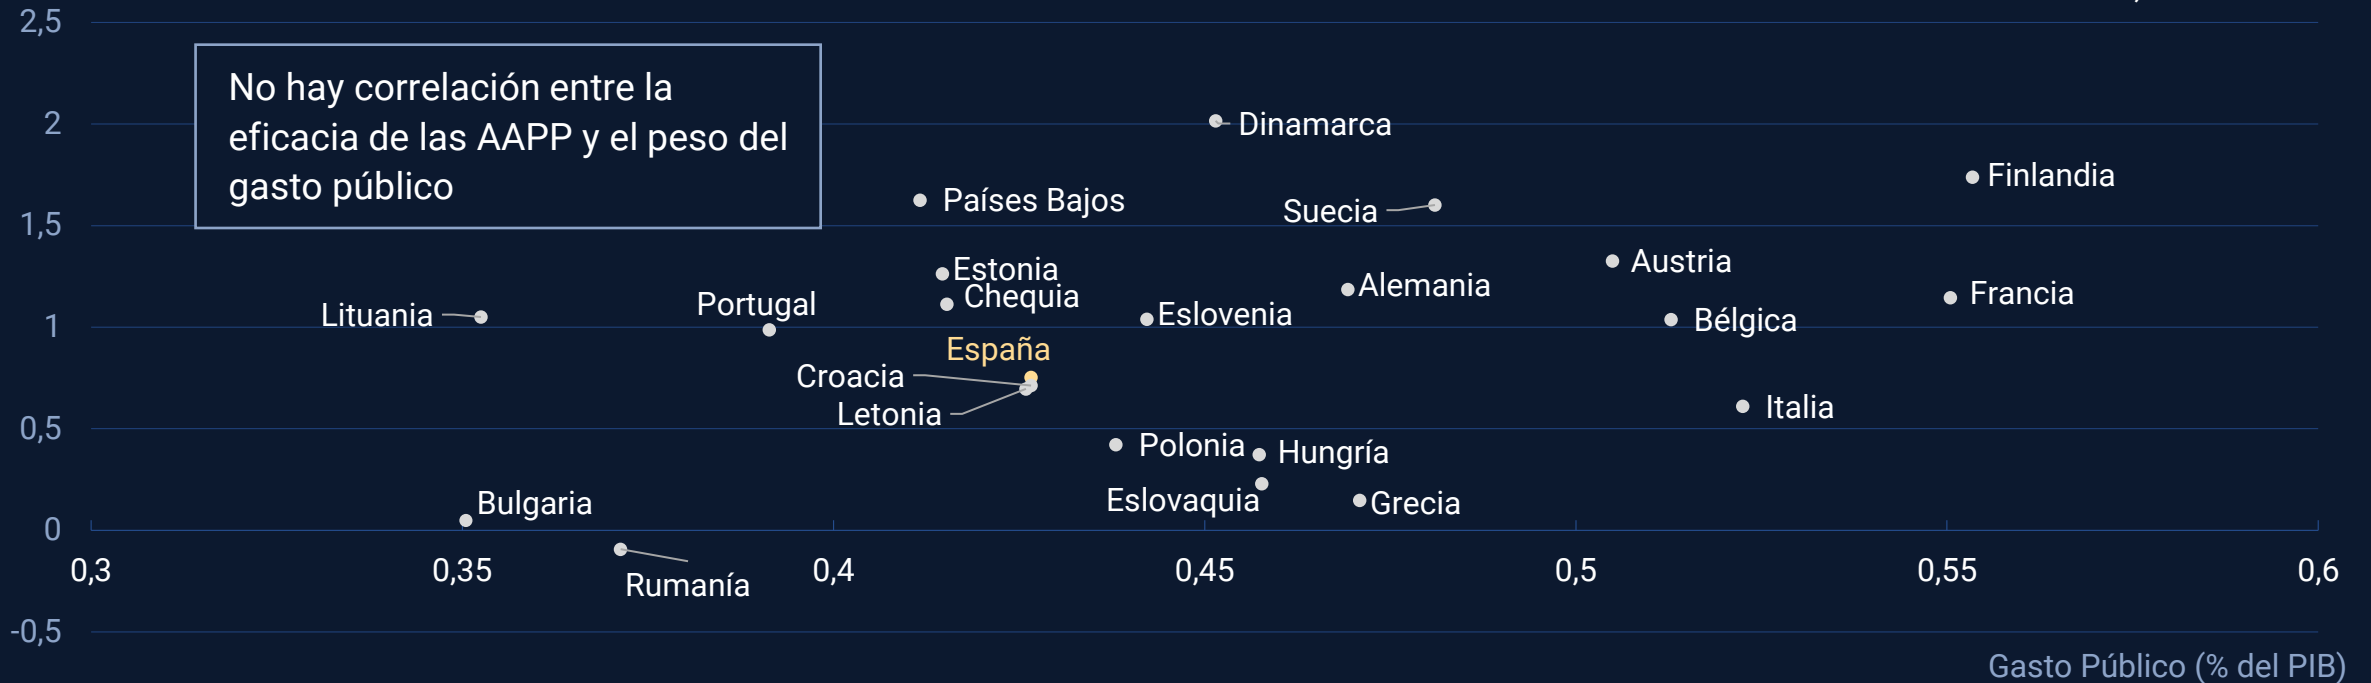 2,5
No hay correlación entre la
eficacia de las AAPP y el peso del
gasto público
2
Dinamarca
Finlandia
Países Bajos
Suecia
1,5
Austria
Estonia
Alemania
Chequia
Francia
Portugal
Lituania
Eslovenia
Bélgica
1
España
Croacia
Letonia
Italia
0,5
Polonia
Hungría
Bulgaria
Eslovaquia
Grecia
0
0,3
0,35
0,4
0,45
0,5
0,55
0,6
Rumanía
-0,5
Gasto Público (% del PIB)